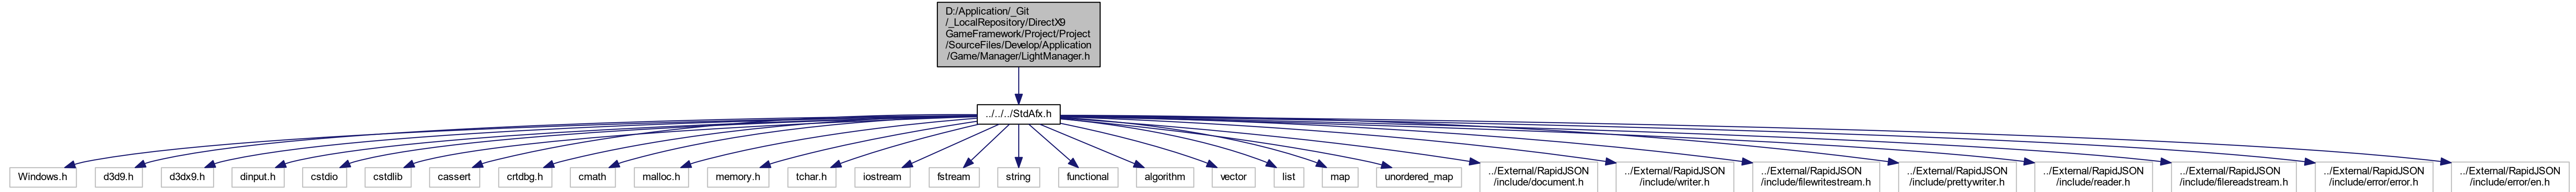 D:/Application/_Git
/_LocalRepository/DirectX9
GameFramework/Project/Project
/SourceFiles/Develop/Application
/Game/Manager/LightManager.h
../../../StdAfx.h
Windows.h
d3d9.h
d3dx9.h
dinput.h
cstdio
cstdlib
cassert
crtdbg.h
cmath
malloc.h
memory.h
tchar.h
iostream
fstream
string
functional
algorithm
vector
list
map
unordered_map
../External/RapidJSON
/include/document.h
../External/RapidJSON
/include/writer.h
../External/RapidJSON
/include/filewritestream.h
../External/RapidJSON
/include/prettywriter.h
../External/RapidJSON
/include/reader.h
../External/RapidJSON
/include/filereadstream.h
../External/RapidJSON
/include/error/error.h
../External/RapidJSON
/include/error/en.h